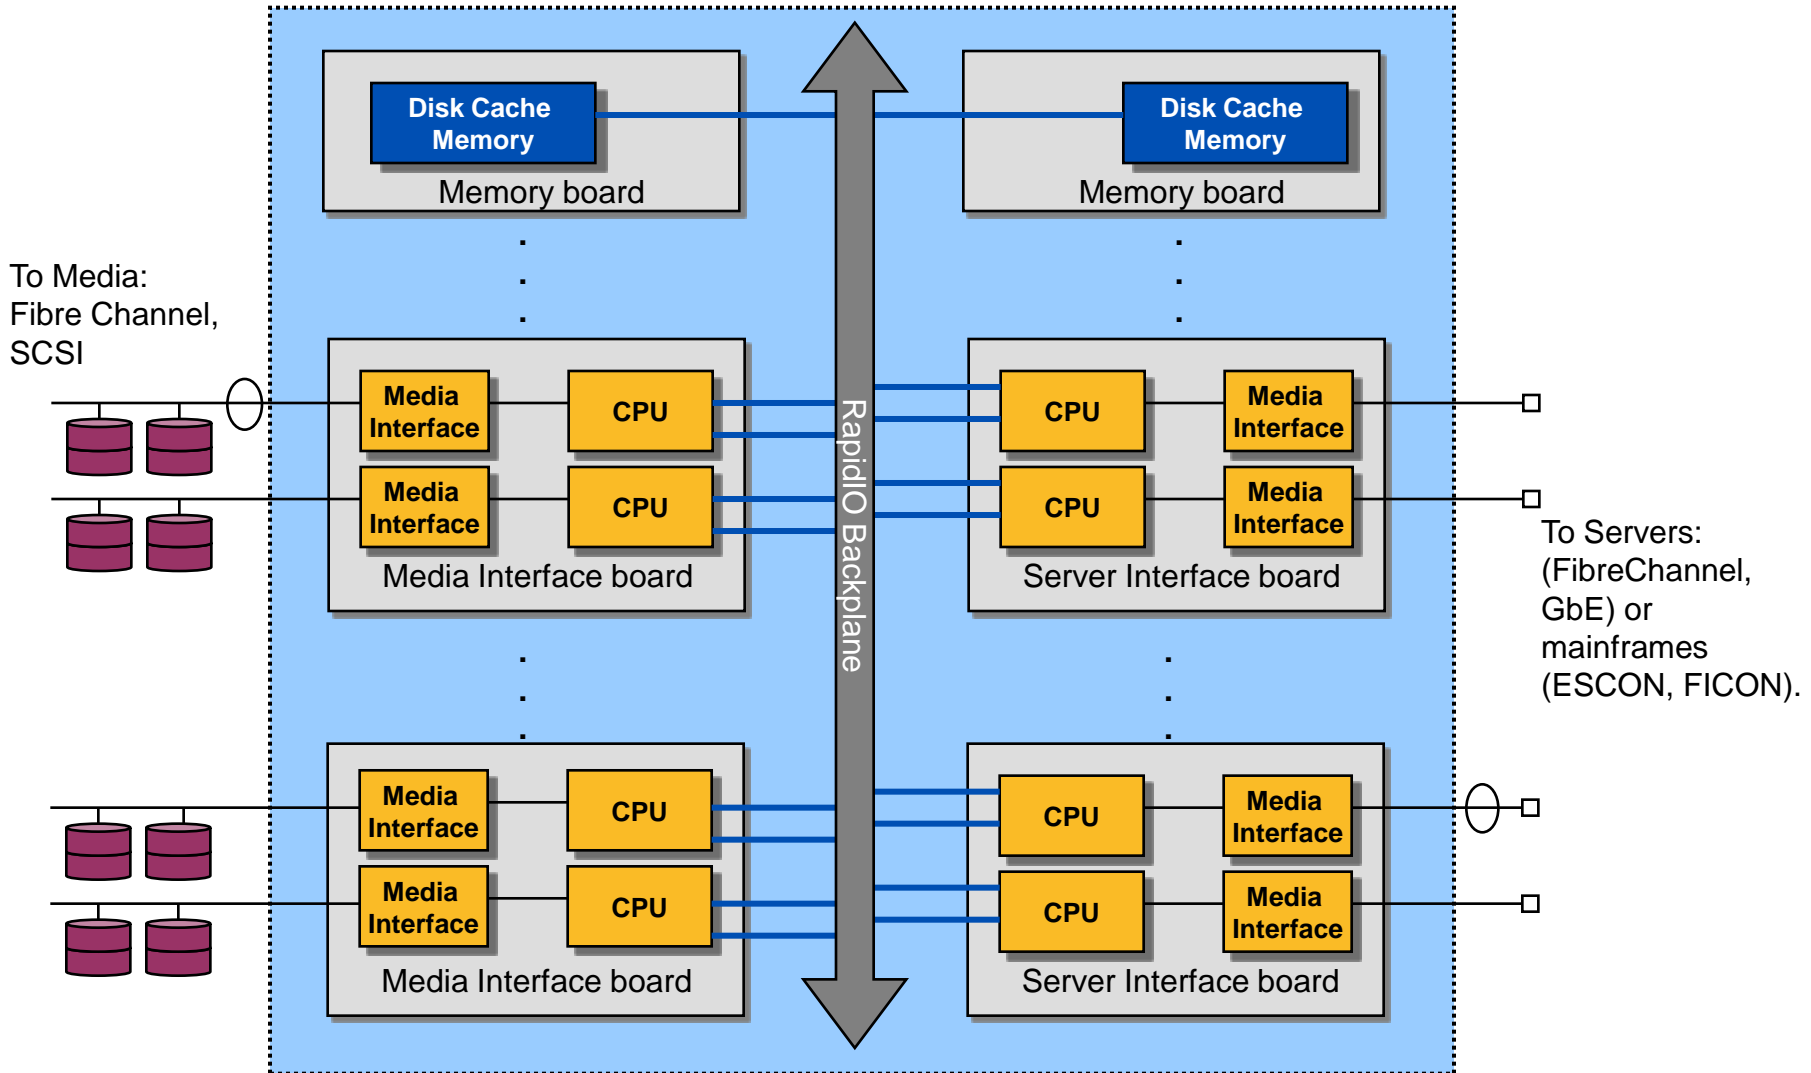 Disk Cache
Memory
Memory board
Disk Cache
Memory
Memory board
To Media:
Fibre Channel,
SCSI
Media
Interface
CPU
Media
Interface
CPU
Media Interface board
RapidIO Backplane
CPU
Media
Interface
CPU
Media
Interface
Server Interface board
To Servers:
(FibreChannel,
GbE) or
mainframes
(ESCON, FICON).
Media
Interface
CPU
Media
Interface
CPU
Media Interface board
CPU
Media
Interface
CPU
Media
Interface
Server Interface board